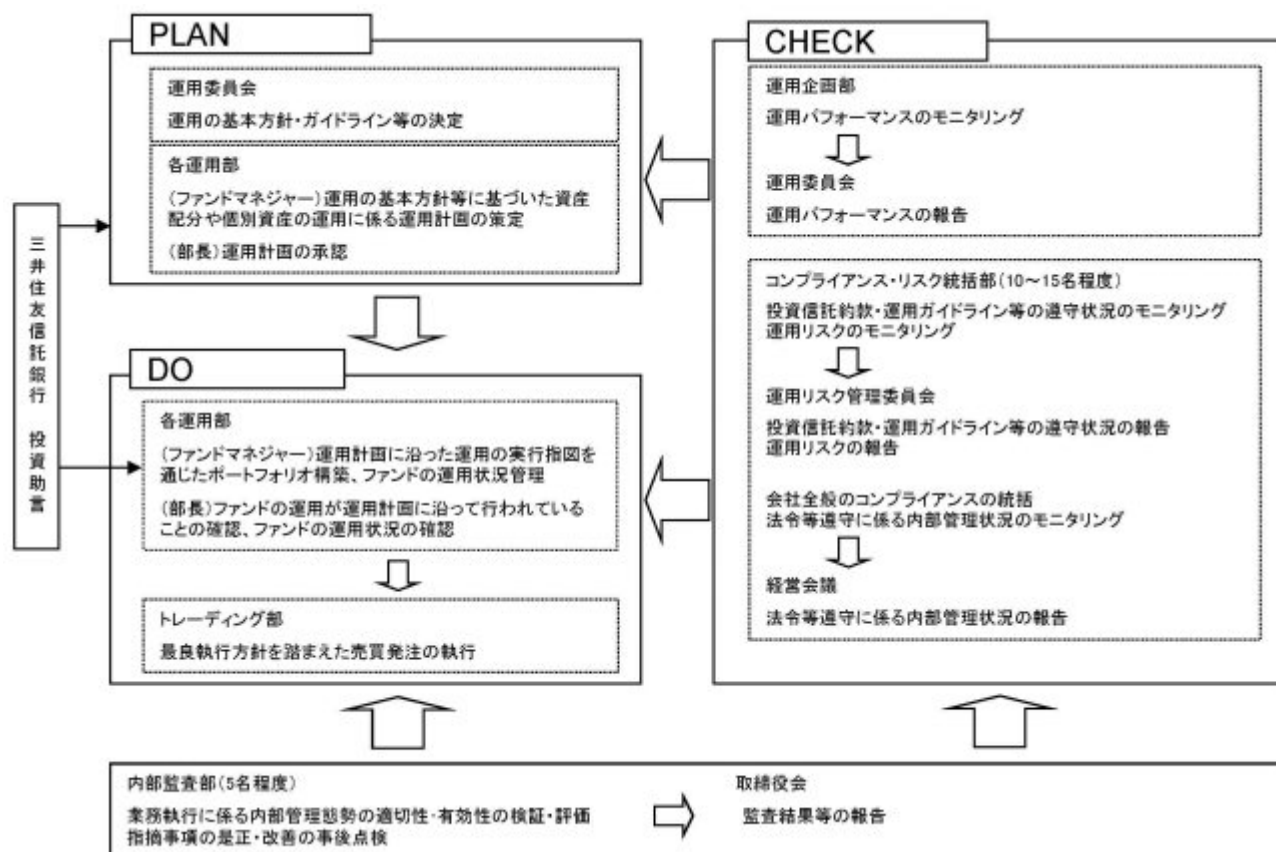 PLAN
運用委員会
運用の基本方針・ガイドライン等の決定
各運用部
(ファンドマネジャー)運用の基本方針等に基づいた資産
配分や個別資産の運用に係る運用計画の策定
(部長)運用計画の承認
三井住友信託銀行 投資助言
DO
各運用部
(ファンドマネジャー)運用計画に沿った運用の実行指図を
通じたポートフォリオ構築、ファンドの運用状況管理
(部長)ファンドの運用が運用計画に沿って行われている
ことの確認、ファンドの運用状況の確認
トレーディング部
最良執行方針を踏まえた売買発注の執行
CHECK
運用企画部
運用パフォーマンスのモニタリング
運用委員会
運用パフォーマンスの報告
コンプライアンス・リスク統括部(10～15名程度)
投資信託約款・運用ガイドライン等の遵守状況のモニタリング
運用リスクのモニタリング
運用リスク管理委員会
投資信託約款・運用ガイドライン等の遵守状況の報告
運用リスクの報告
会社全般のコンプライアンスの統括
法令等遵守に係る内部管理状況のモニタリング
経営会議
法令等遵守に係る内部管理状況の報告
内部監査部(5名程度)
業務執行に係る内部管理態勢の適切性・有効性の検証・評価
指摘事項の是正・改善の事後点検
取締役会
監査結果等の報告